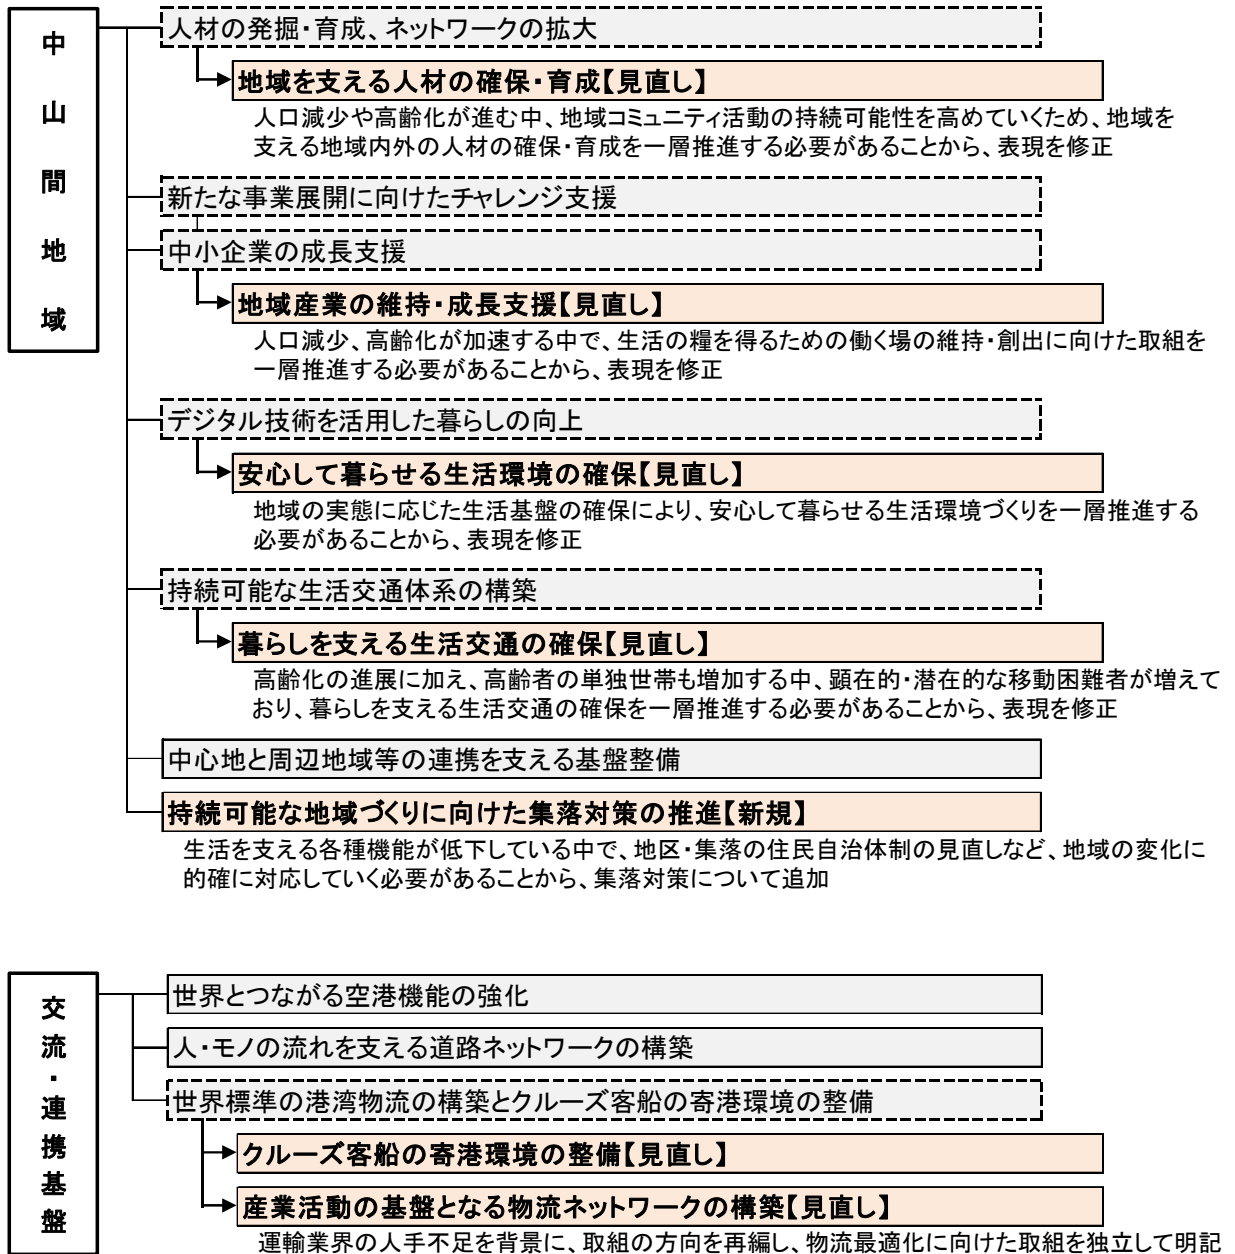 中山間地域
人材の発掘・育成、ネットワークの拡大
地域を支える人材の確保・育成【見直し】
人口減少や高齢化が進む中、地域コミュニティ活動の持続可能性を高めていくため、地域を
支える地域内外の人材の確保・育成を一層推進する必要があることから、表現を修正
新たな事業展開に向けたチャレンジ支援
中小企業の成長支援
地域産業の維持・成長支援【見直し】
人口減少、高齢化が加速する中で、生活の糧を得るための働く場の維持・創出に向けた取組を
一層推進する必要があることから、表現を修正
デジタル技術を活用した暮らしの向上
安心して暮らせる生活環境の確保【見直し】
地域の実態に応じた生活基盤の確保により、安心して暮らせる生活環境づくりを一層推進する
必要があることから、表現を修正
持続可能な生活交通体系の構築
暮らしを支える生活交通の確保【見直し】
高齢化の進展に加え、高齢者の単独世帯も増加する中、顕在的・潜在的な移動困難者が増えて
おり、暮らしを支える生活交通の確保を一層推進する必要があることから、表現を修正
中心地と周辺地域等の連携を支える基盤整備
持続可能な地域づくりに向けた集落対策の推進【新規】
生活を支える各種機能が低下している中で、地区・集落の住民自治体制の見直しなど、地域の変化に
的確に対応していく必要があることから、集落対策について追加
交流・連携基盤
世界とつながる空港機能の強化
人・モノの流れを支える道路ネットワークの構築
世界標準の港湾物流の構築とクルーズ客船の寄港環境の整備
クルーズ客船の寄港環境の整備【見直し】
産業活動の基盤となる物流ネットワークの構築【見直し】
運輸業界の人手不足を背景に、取組の方向を再編し、物流最適化に向けた取組を独立して明記